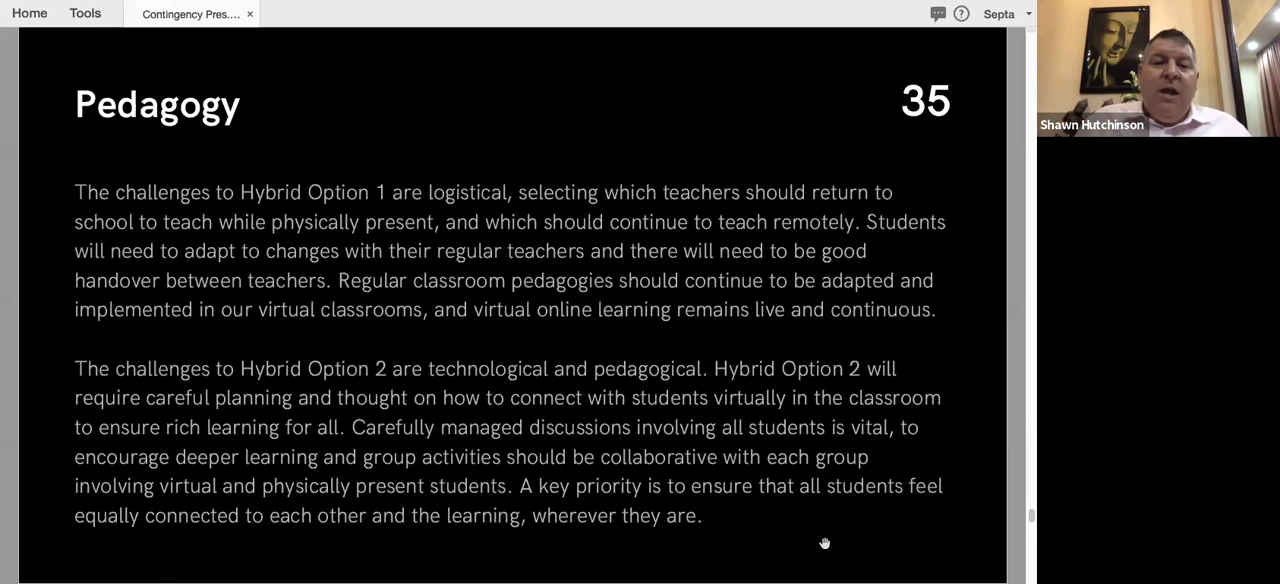 Home Tools Contingency Pres.... × Septa
Pedagogy 35
Shawn Hutchinson
The challenges to Hybrid Option 1 are logistical, selecting which teachers should return to
school to teach while physically present, and which should continue to teach remotely. Students
will need to adapt to changes with their regular teachers and there will need to be good
handover between teachers. Regular classroom pedagogies should continue to be adapted and
implemented in our virtual classrooms, and virtual online learning remains live and continuous.
The challenges to Hybrid Option 2 are technological and pedagogical. Hybrid Option 2 will
require careful planning and thought on how to connect with students virtually in the classroom
to ensure rich learning for all. Carefully managed discussions involving all students is vital, to
encourage deeper learning and group activities should be collaborative with each group
involving virtual and physically present students. A key priority is to ensure that all students feel
equally connected to each other and the learning, wherever they are.